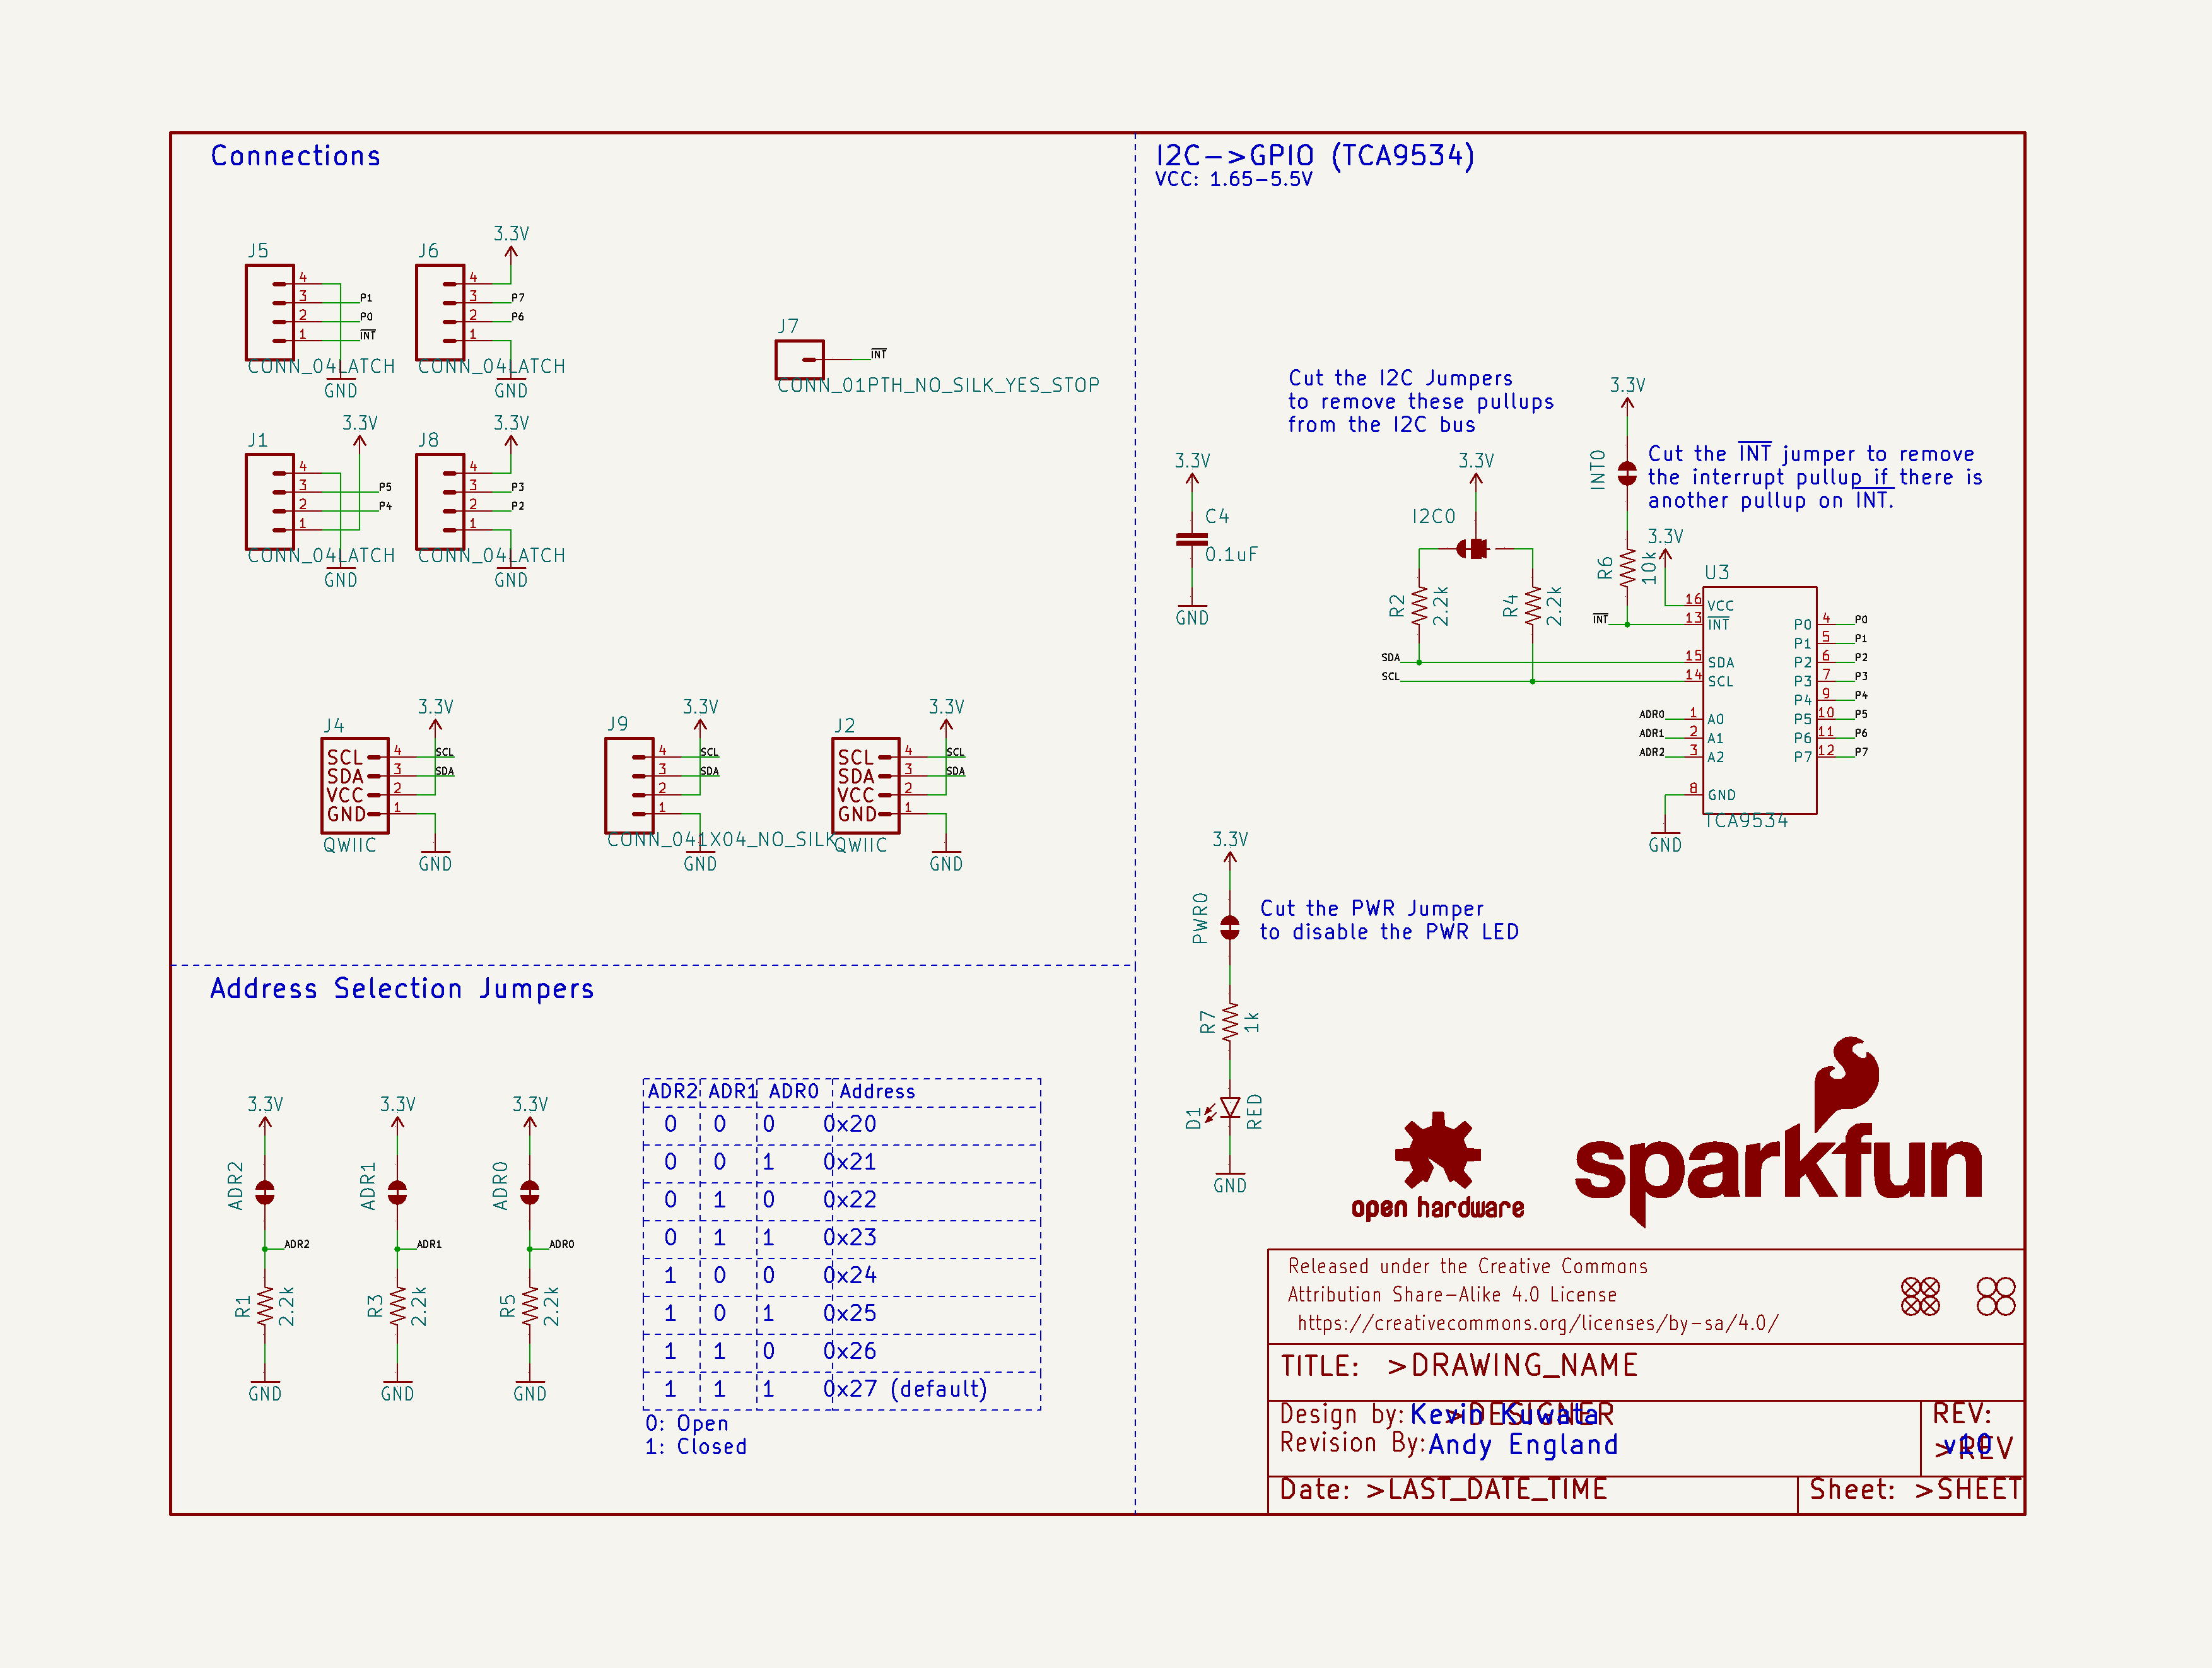 Connections
J5
4
3
2
1
P1
P0
INT
CONN_04LATCH
GND
J6
3.3V
4
3
2
1
P7
P6
CONN_04LATCH
GND
J7
INT
CONN_01PTH_NO_SILK_YES_STOP
J1
3.3V
4
3
2
1
P5
P4
CONN_04LATCH
GND
J8
3.3V
4
3
2
1
P3
P2
CONN_04LATCH
GND
J4
3.3V
SCL 4 SCL
SDA 3 SDA
VCC 2
GND 1
QWIIC
GND
J9
3.3V
4 SCL
3 SDA
2
1
CONN_041X04_NO_SILK
GND
J2
3.3V
SCL 4 SCL
SDA 3 SDA
VCC 2
GND 1
QWIIC
GND
I2C->GPIO (TCA9534)
VCC: 1.65-5.5V
Cut the I2C Jumpers
to remove these pullups
from the I2C bus
3.3V
C4
0.1uF
GND
3.3V
I2C0
R2
2.2k
R4
2.2k
3.3V
INT0
Cut the INT jumper to remove
the interrupt pullup if there is
another pullup on INT.
R6
10k
3.3V
U3
INT
SDA
SCL
ADR0
ADR1
ADR2
16 VCC
13 INT
15 SDA
14 SCL
1 A0
2 A1
3 A2
8 GND
P0 4 P0
P1 5 P1
P2 6 P2
P3 7 P3
P4 9 P4
P5 10 P5
P6 11 P6
P7 12 P7
TCA9534
GND
3.3V
PWR0
Cut the PWR Jumper
to disable the PWR LED
R7
1k
D1
RED
GND
Address Selection Jumpers
3.3V
ADR2
ADR2
R1
2.2k
GND
3.3V
ADR1
ADR1
R3
2.2k
GND
3.3V
ADR0
ADR0
R5
2.2k
GND
ADR2 ADR1 ADR0 Address
0 0 0 0x20
0 0 1 0x21
0 1 0 0x22
0 1 1 0x23
1 0 0 0x24
1 0 1 0x25
1 1 0 0x26
1 1 1 0x27 (default)
0: Open
1: Closed
open hardware
sparkfun
Released under the Creative Commons
Attribution Share-Alike 4.0 License
https://creativecommons.org/licenses/by-sa/4.0/
TITLE: >DRAWING_NAME
Design by: Kevin Kuwata >DESIGNER
Revision By: Andy England
REV:
v10 >REV
Date: >LAST_DATE_TIME
Sheet: >SHEET